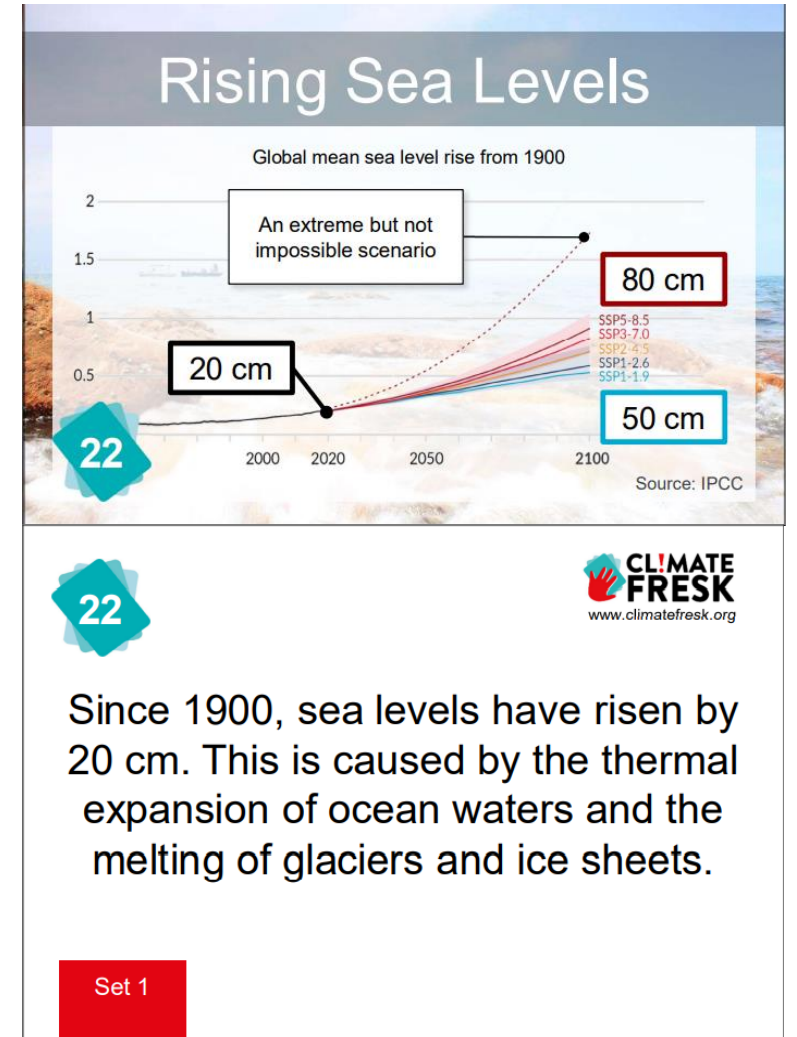 Rising Sea Levels
Global mean sea level rise from 1900
2
An extreme but not
impossible scenario
1.5
80 cm
1
SSP5-8.5
SSP3-7.0
SSP2-4.5
SSP1-2.6
SSP1-1.9
20 cm
0.5
50 cm
22
2000 2020 2050 2100
Source: IPCC
22
CL!MATE
FRESK
www.climatefresk.org
Since 1900, sea levels have risen by
20 cm. This is caused by the thermal
expansion of ocean waters and the
melting of glaciers and ice sheets.
Set 1